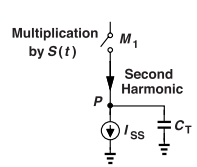 Multiplication
by S(t)
M1
Second
Harmonic
P
ISS
CT